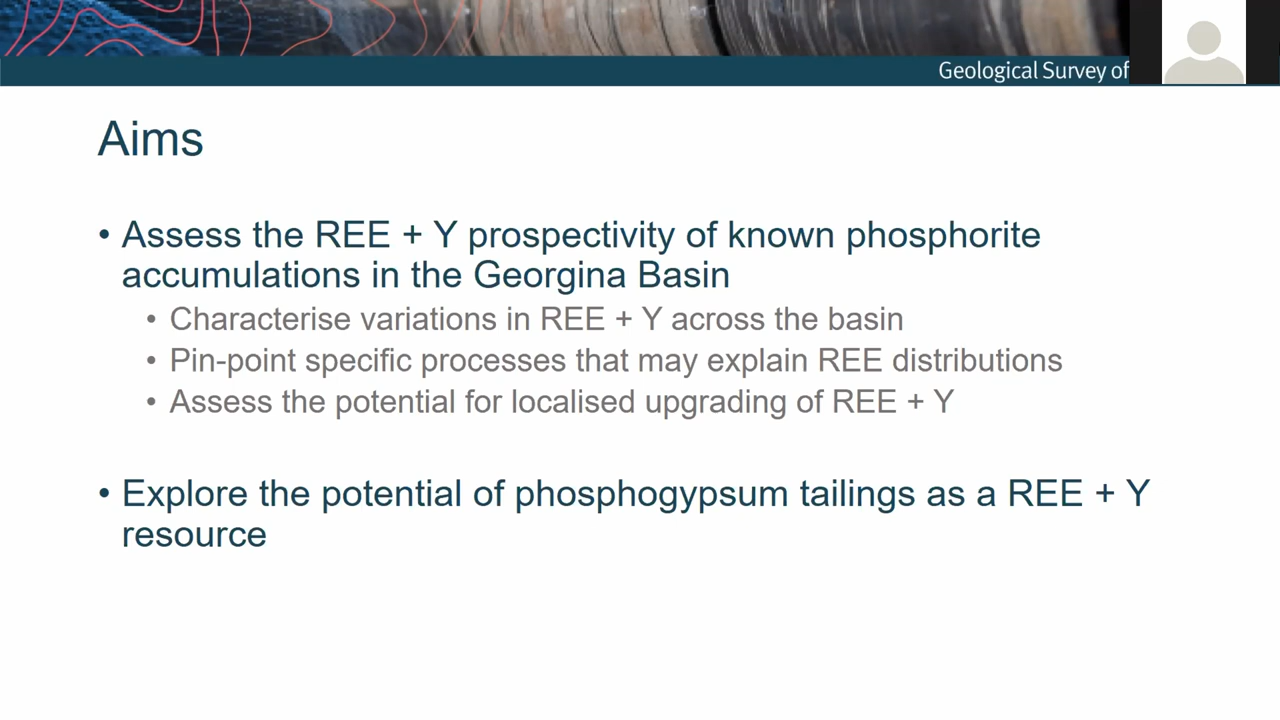 Geological Survey of
Aims
• Assess the REE + Y prospectivity of known phosphorite
accumulations in the Georgina Basin
• Characterise variations in REE + Y across the basin
• Pin-point specific processes that may explain REE distributions
• Assess the potential for localised upgrading of REE + Y
• Explore the potential of phosphogypsum tailings as a REE + Y
resource